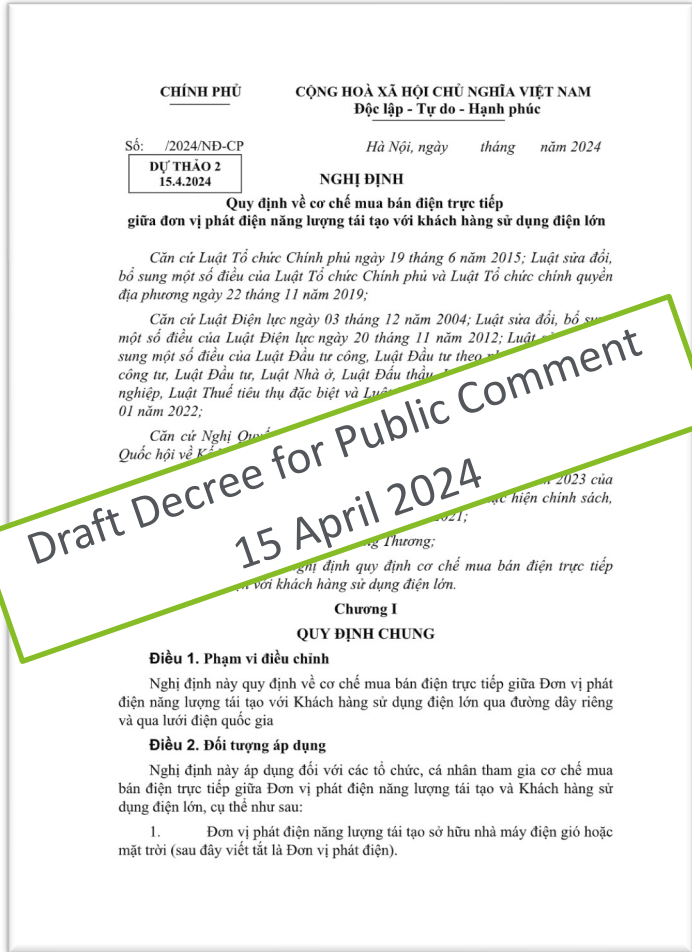 CHÍNH PHỦ
CỘNG HOÀ XÃ HỘI CHỦ NGHĨA VIỆT NAM
Độc lập - Tự do - Hạnh phúc
Số: /2024/NĐ-CP
Hà Nội, ngày tháng năm 2024
DỰ THẢO 2
15.4.2024
NGHỊ ĐỊNH
Quy định về cơ chế mua bán điện trực tiếp
giữa đơn vị phát điện năng lượng tái tạo với khách hàng sử dụng điện lớn
Căn cứ Luật Tổ chức Chính phủ ngày 19 tháng 6 năm 2015; Luật sửa đổi,
bổ sung một số điều của Luật Tổ chức Chính phủ và Luật Tổ chức chính quyền
địa phương ngày 22 tháng 11 năm 2019;
Căn cứ Luật Điện lực ngày 03 tháng 12 năm 2004; Luật sửa đổi, bổ
một số điều của Luật Điện lực ngày 20 tháng 11 năm 2012; Luật
sung một số điều của Luật Đầu tư công, Luật Đầu tư theo
công tư, Luật Đầu tư, Luật Nhà ở, Luật Đấu thầu,
nghiệp, Luật Thuế tiêu thụ đặc biệt và
01 năm 2022;
Căn cứ Nghị
Quốc hội về
2023 của
hiện chính sách,
Thương;
định quy định cơ chế mua bán điện trực tiếp
với khách hàng sử dụng điện lớn.
Draft Decree for Public Comment
15 April 2024
Chương I
QUY ĐỊNH CHUNG
Điều 1. Phạm vi điều chỉnh
Nghị định này quy định về cơ chế mua bán điện trực tiếp giữa Đơn vị phát
điện năng lượng tái tạo với Khách hàng sử dụng điện lớn qua đường dây riêng
và qua lưới điện quốc gia
Điều 2. Đối tượng áp dụng
Nghị định này áp dụng đối với các tổ chức, cá nhân tham gia cơ chế mua
bán điện trực tiếp giữa Đơn vị phát điện năng lượng tái tạo và Khách hàng sử
dụng điện lớn, cụ thể như sau:
1. Đơn vị phát điện năng lượng tái tạo sở hữu nhà máy điện gió hoặc
mặt trời (sau đây viết tắt là Đơn vị phát điện).